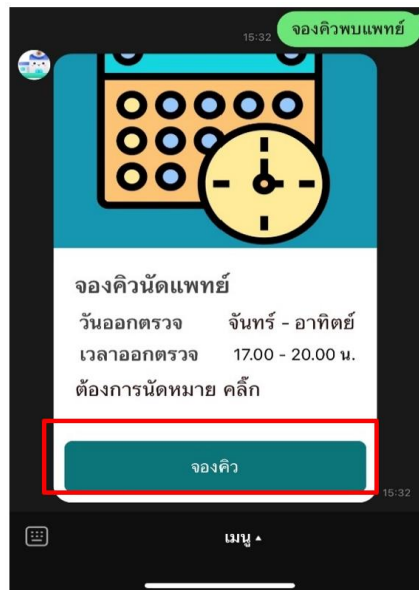 จองคิวพบแพทย์
15:32
จองคิวนัดแพทย์
วันออกตรวจ จันทร์ - อาทิตย์
เวลาออกตรวจ 17.00 - 20.00 น.
ต้องการนัดหมาย คลิ๊ก
จองคิว
15:32
เมนู